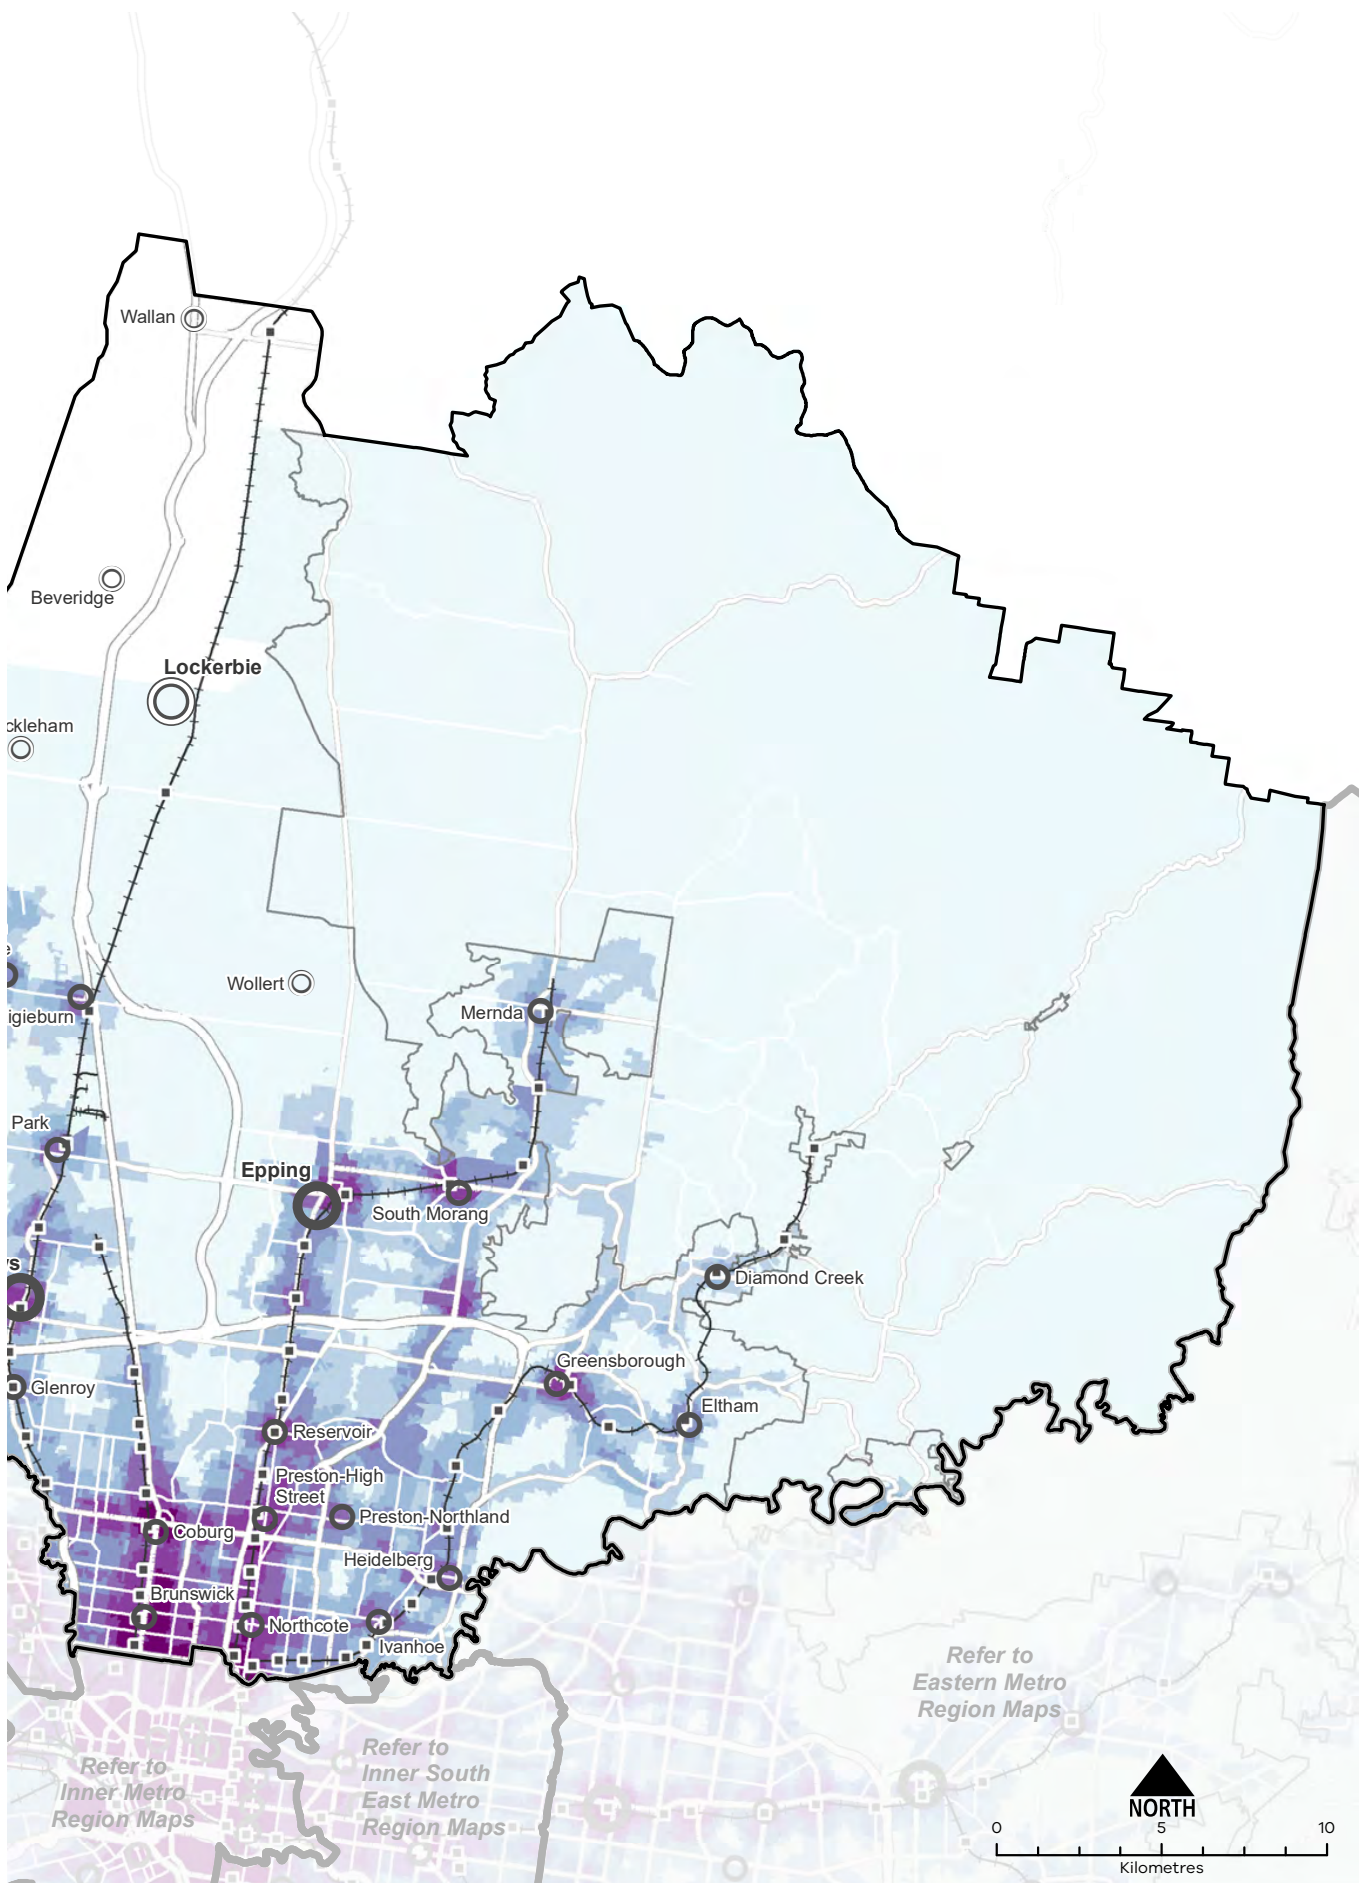 Wallan
Beveridge
Lockerbie
ckleham
Wollert
e
igieburn
Mernda
Park
Epping
South Morang
ys
Diamond Creek
Greensborough
Glenroy
Eltham
Reservoir
Preston-High
Street
Preston-Northland
Coburg
Heidelberg
Brunswick
Northcote
Ivanhoe
Refer to
Eastern Metro
Region Maps
Refer to
Inner South
East Metro
Region Maps
Refer to
Inner Metro
Region Maps
NORTH
0 5 10
Kilometres